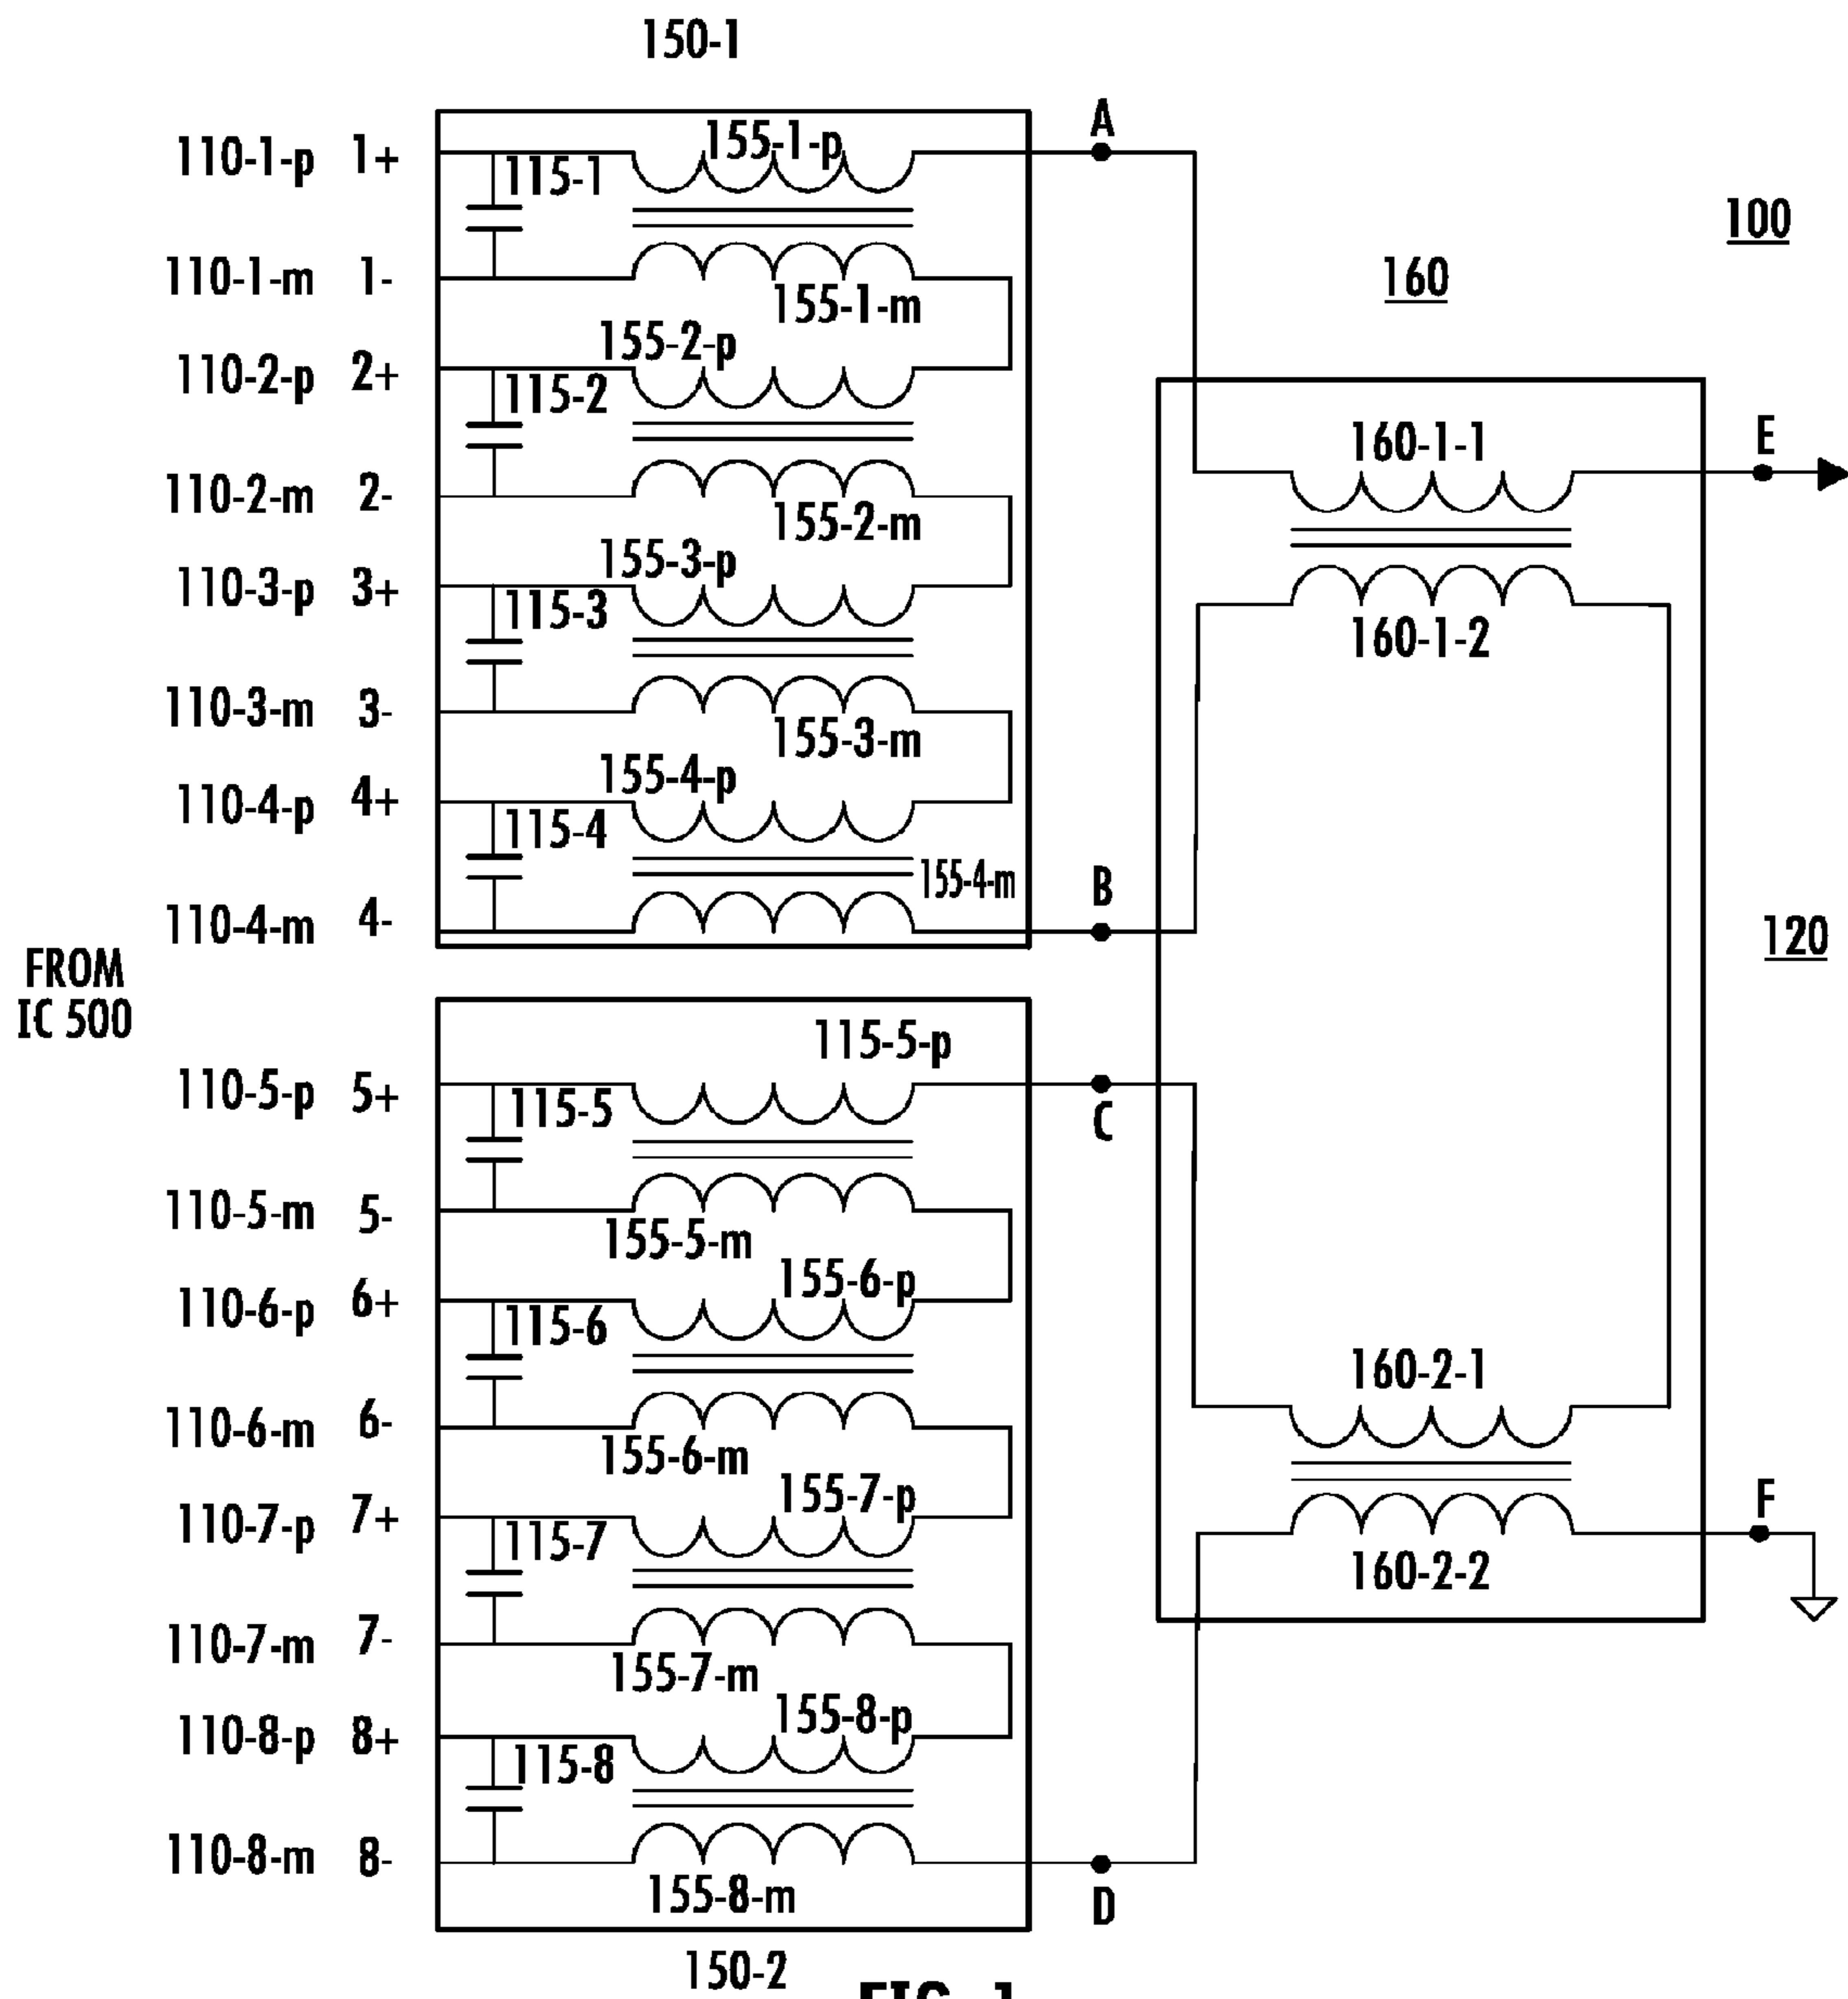 150-1
110-1-p 1+
115-1
155-1-p
A
100
160
110-1-m 1-
155-1-m
155-2-p
110-2-p 2+
115-2
160-1-1
E
110-2-m 2-
155-2-m
155-3-p
110-3-p 3+
115-3
160-1-2
110-3-m 3-
155-3-m
155-4-p
110-4-p 4+
115-4
155-4-m
B
110-4-m 4-
120
FROM
IC 500
115-5-p
110-5-p 5+
115-5
C
110-5-m 5-
155-5-m
155-6-p
110-6-p 6+
115-6
160-2-1
110-6-m 6-
155-6-m
155-7-p
F
110-7-p 7+
115-7
160-2-2
110-7-m 7-
155-7-m
155-8-p
110-8-p 8+
115-8
110-8-m 8-
155-8-m
D
150-2
FIG. 1